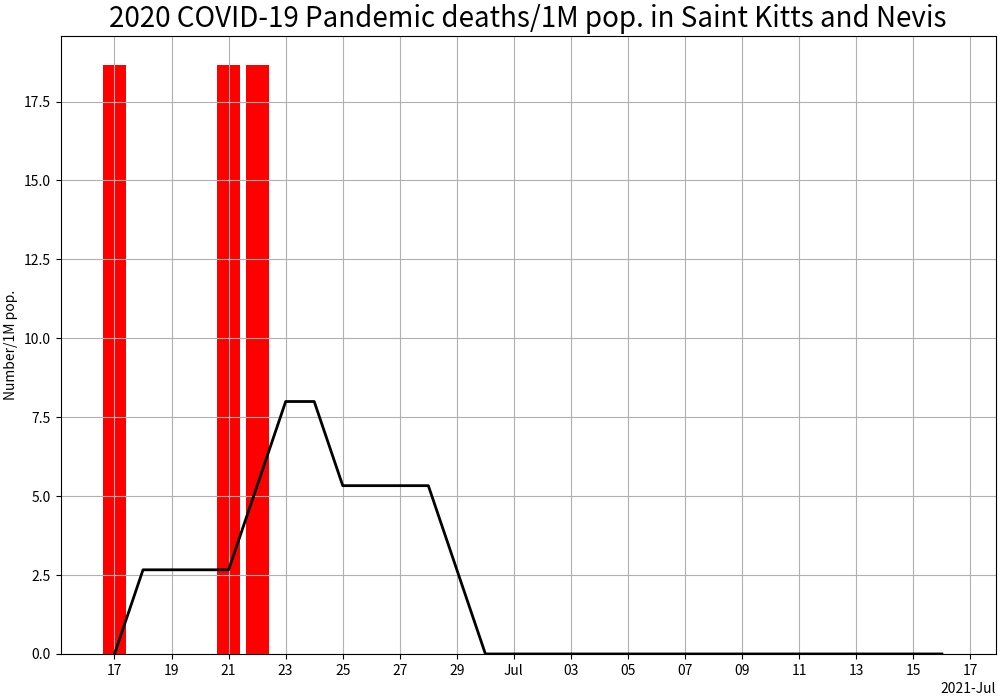 2020 COVID-19 Pandemic deaths/1M pop. in Saint Kitts and Nevis
Number/1M pop.
17.5
15.0
12.5
10.0
7.5
5.0
2.5
0.0
17 19 21 23 25 27 29 Jul 03 05 07 09 11 13 15 17
2021-Jul